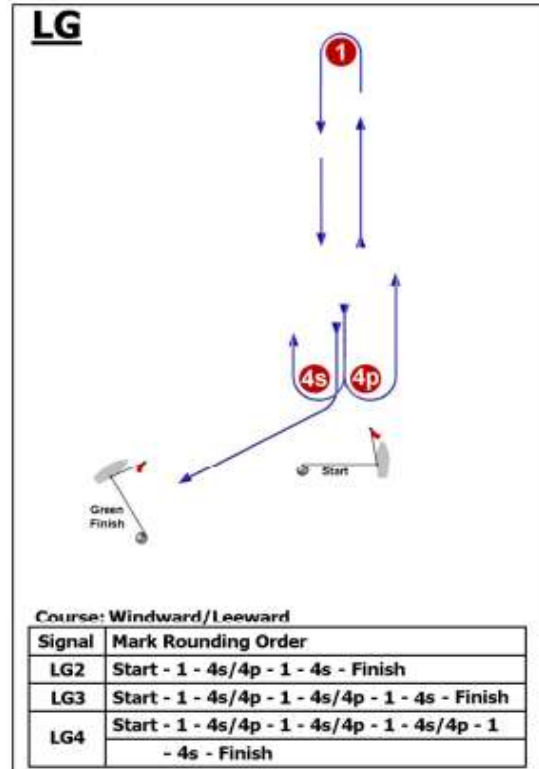 LG
1
4s 4p
Start
Green
Finish
Course: Windward/Leeward
Signal Mark Rounding Order
LG2 Start - 1 - 4s/4p - 1 - 4s - Finish
LG3 Start - 1 - 4s/4p - 1 - 4s/4p - 1 - 4s - Finish
LG4 Start - 1 - 4s/4p - 1 - 4s/4p - 1 - 4s/4p - 1
- 4s - Finish